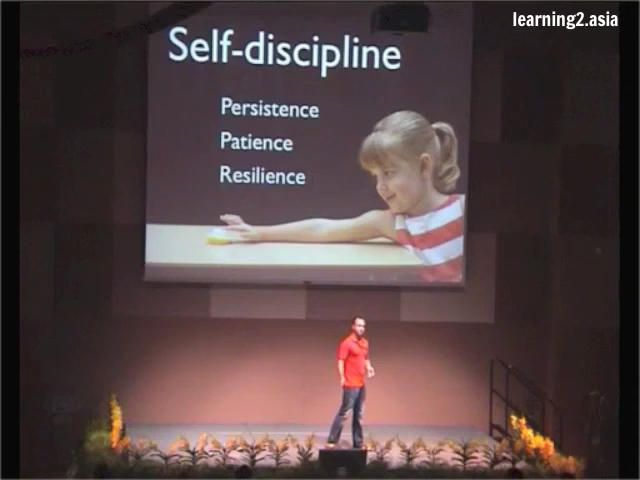 learning2.asia
Self-discipline
Persistence
Patience
Resilience